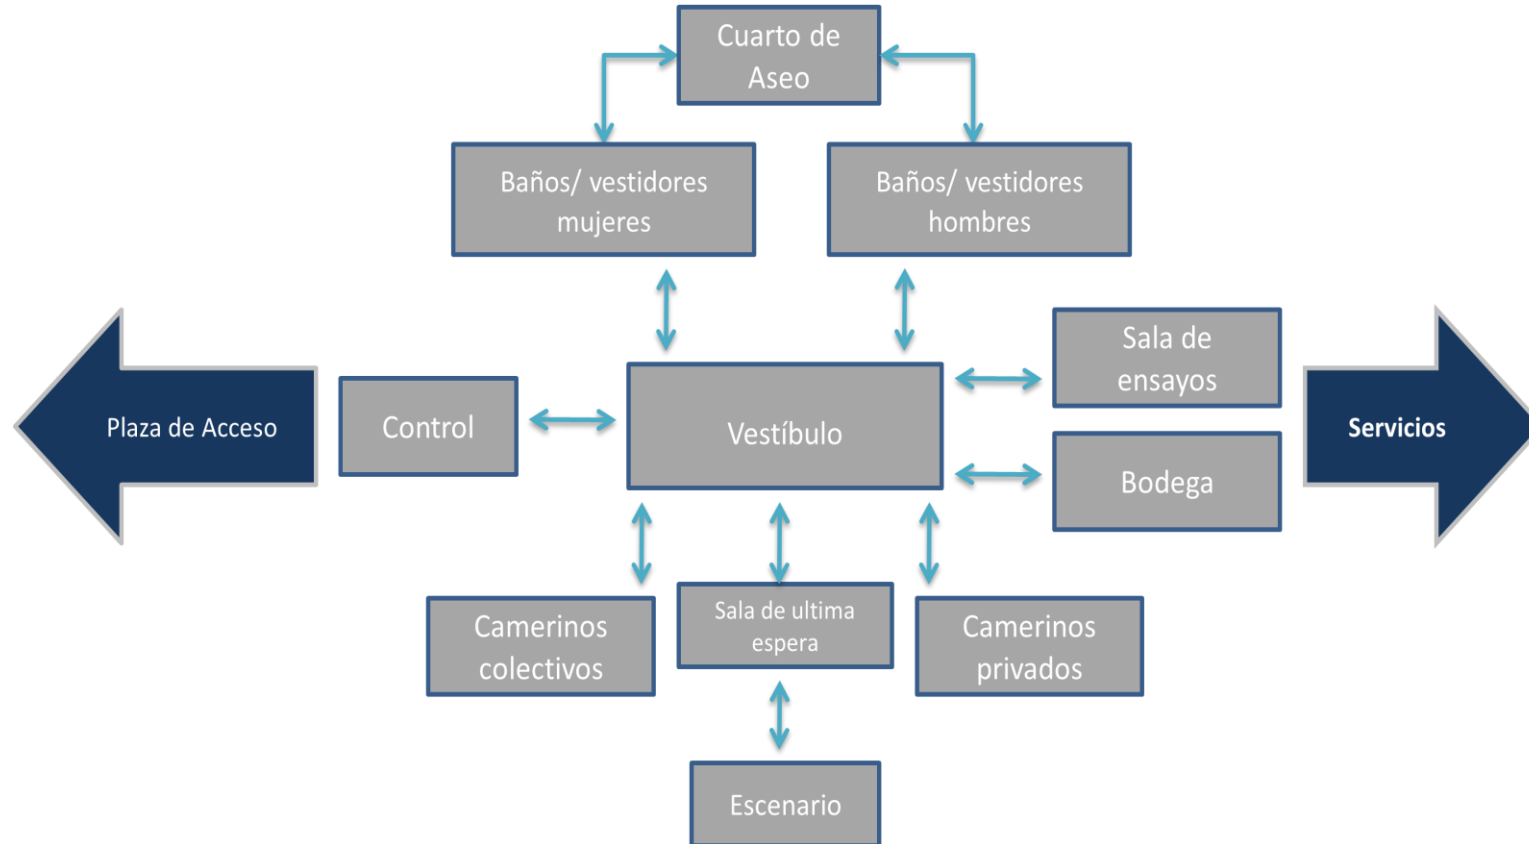 Cuarto de
Aseo
Baños/ vestidores
mujeres
Baños/ vestidores
hombres
Plaza de Acceso
Control
Vestíbulo
Sala de
ensayos
Bodega
Servicios
Camerinos
colectivos
Sala de ultima
espera
Camerinos
privados
Escenario